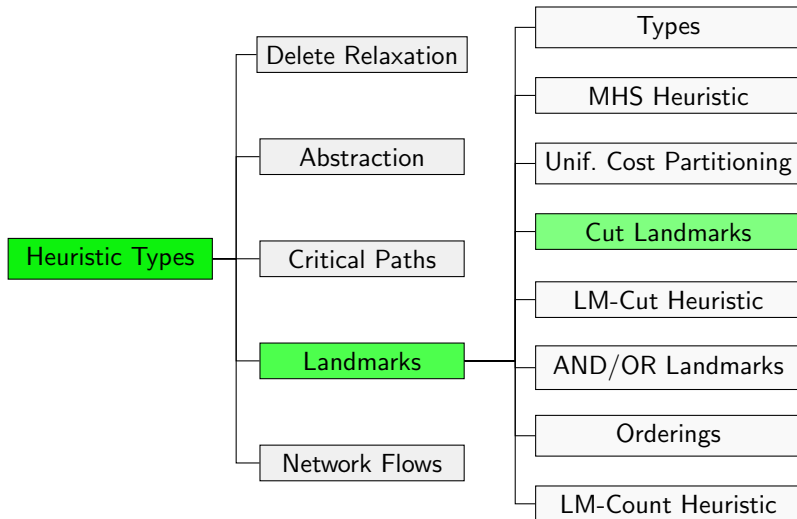 Heuristic Types
Delete Relaxation
Abstraction
Critical Paths
Landmarks
Network Flows
Types
MHS Heuristic
Unif. Cost Partitioning
Cut Landmarks
LM-Cut Heuristic
AND/OR Landmarks
Orderings
LM-Count Heuristic